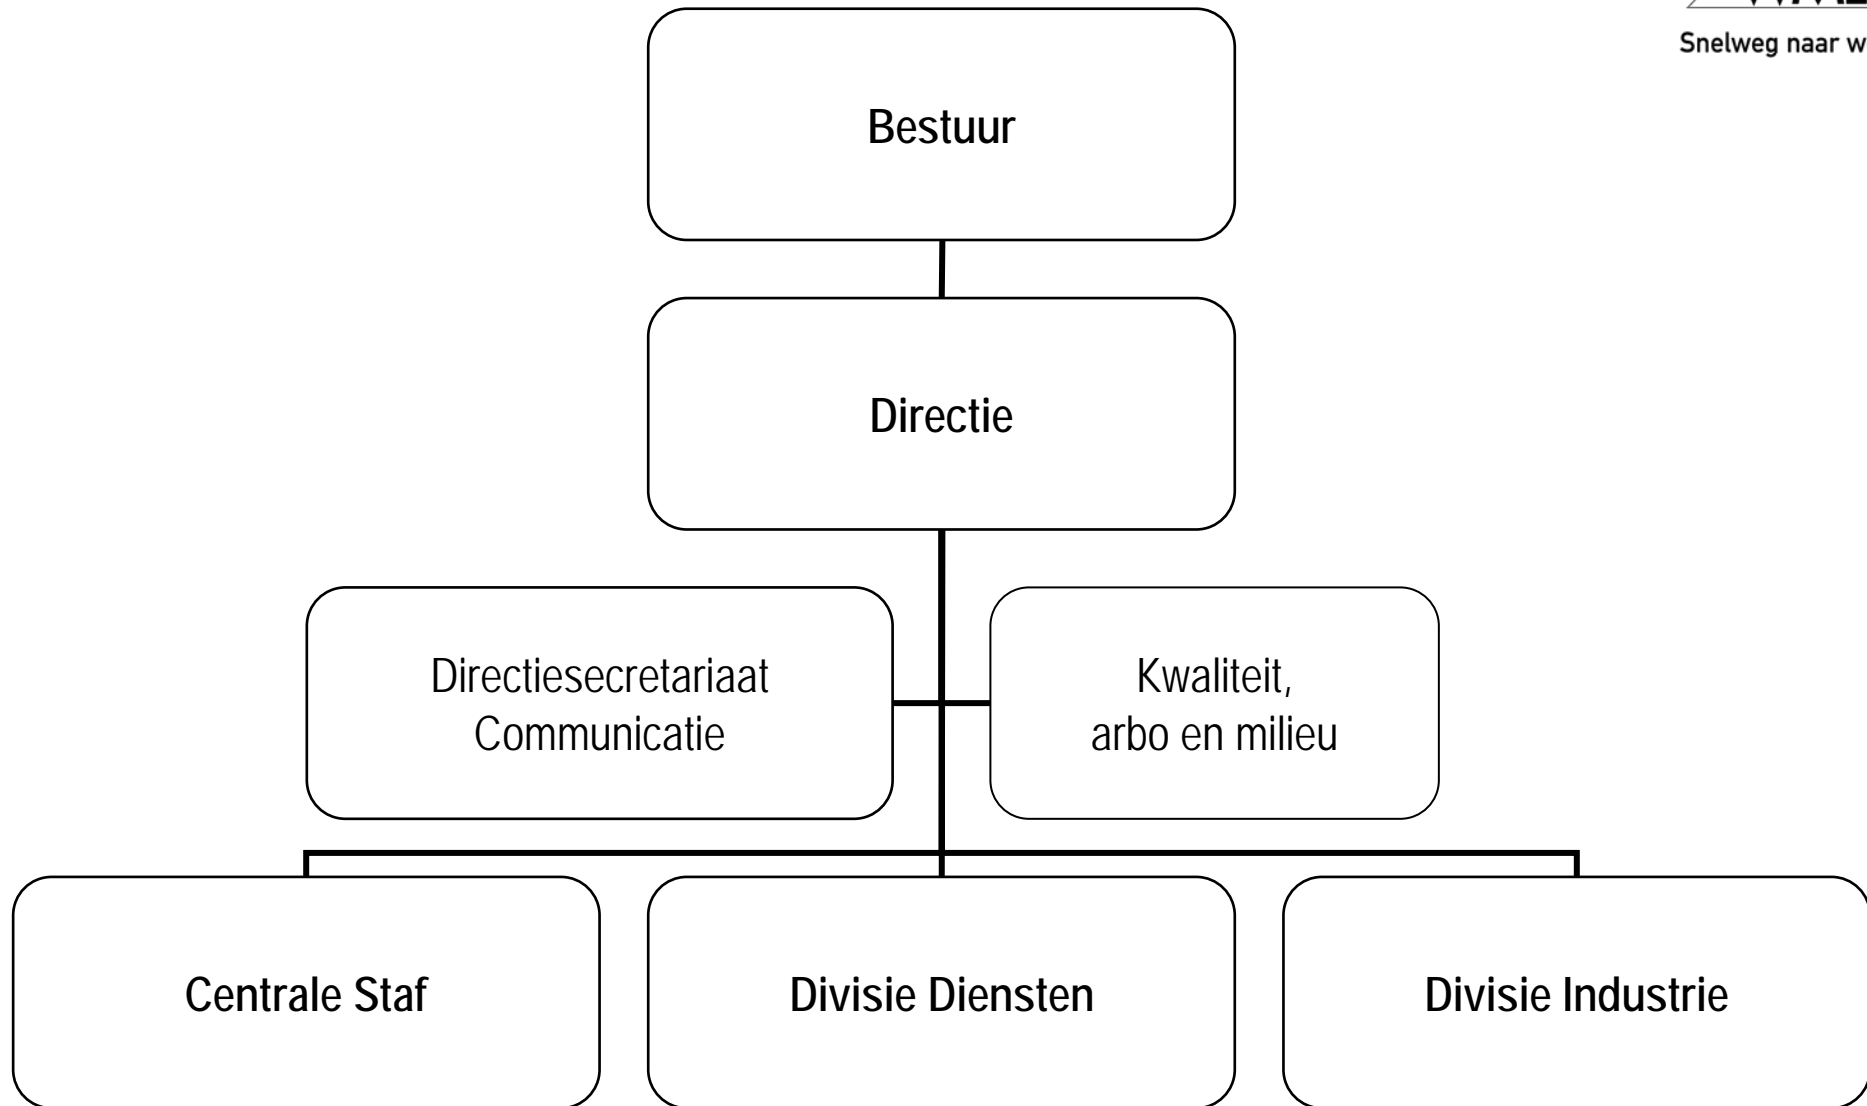 Snelweg naar w
Bestuur
Directie
Directiesecretariaat
Communicatie
Kwaliteit,
arbo en milieu
Centrale Staf
Divisie Diensten
Divisie Industrie